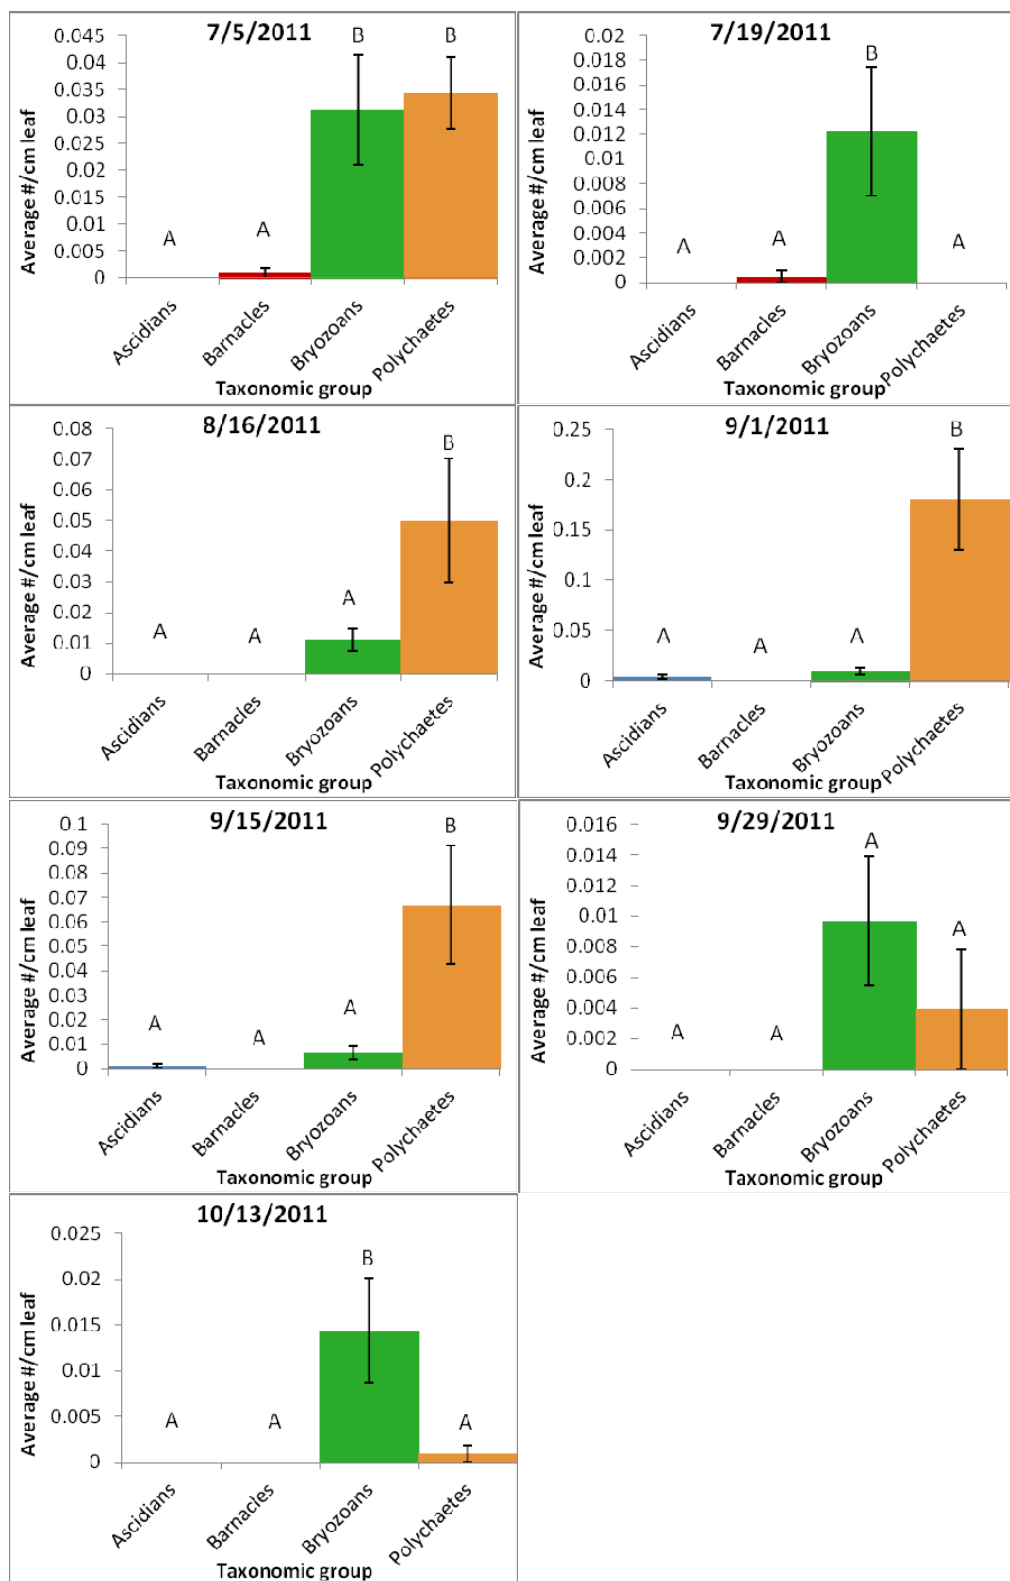 7/5/2011
Average #/cm leaf
0.045
0.04
0.035
0.03
0.025
0.02
0.015
0.01
0.005
0
A
A
B
B
Ascidians
Barnacles
Bryozoans
Polychaetes
Taxonomic group
7/19/2011
Average #/cm leaf
0.02
0.018
0.016
0.014
0.012
0.01
0.008
0.006
0.004
0.002
0
A
A
B
A
Ascidians
Barnacles
Bryozoans
Polychaetes
Taxonomic group
8/16/2011
Average #/cm leaf
0.08
0.07
0.06
0.05
0.04
0.03
0.02
0.01
0
A
A
A
B
Ascidians
Barnacles
Bryozoans
Polychaetes
Taxonomic group
9/1/2011
Average #/cm leaf
0.25
0.2
0.15
0.1
0.05
0
A
A
A
B
Ascidians
Barnacles
Bryozoans
Polychaetes
Taxonomic group
9/15/2011
Average #/cm leaf
0.1
0.09
0.08
0.07
0.06
0.05
0.04
0.03
0.02
0.01
0
A
A
A
B
Ascidians
Barnacles
Bryozoans
Polychaetes
Taxonomic group
9/29/2011
Average #/cm leaf
0.016
0.014
0.012
0.01
0.008
0.006
0.004
0.002
0
A
A
A
A
Ascidians
Barnacles
Bryozoans
Polychaetes
Taxonomic group
10/13/2011
Average #/cm leaf
0.025
0.02
0.015
0.01
0.005
0
A
A
B
A
Ascidians
Barnacles
Bryozoans
Polychaetes
Taxonomic group